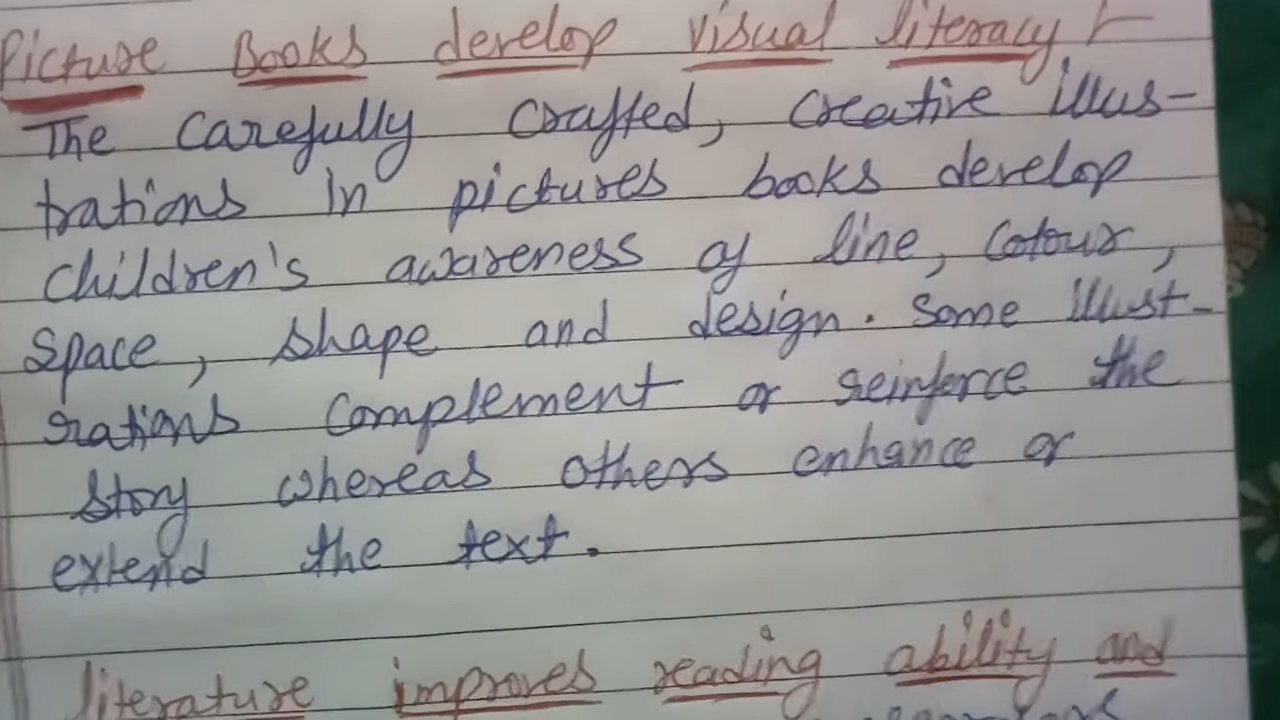 Picture Books develop visual literacy :-
The carefully crafted, creative illus-
trations in pictures books develop
children's awareness of line, colour,
space, shape and design. Some illust-
rations complement or reinforce the
story whereas others enhance or
extend the text.
literature improves reading ability and